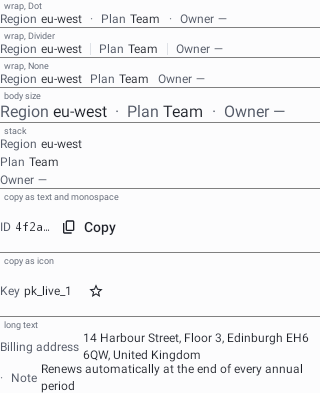 wrap, Dot
Region eu-west · Plan Team · Owner —
wrap, Divider
Region eu-west Plan Team Owner —
wrap, None
Region eu-west Plan Team Owner —
body size
Region eu-west · Plan Team · Owner —
stack
Region eu-west
Plan Team
Owner —
copy as text and monospace
ID 4f2a… Copy
copy as icon
Key pk_live_1
long text
Billing address 14 Harbour Street, Floor 3, Edinburgh EH6
6QW, United Kingdom
· Note Renews automatically at the end of every annual
period